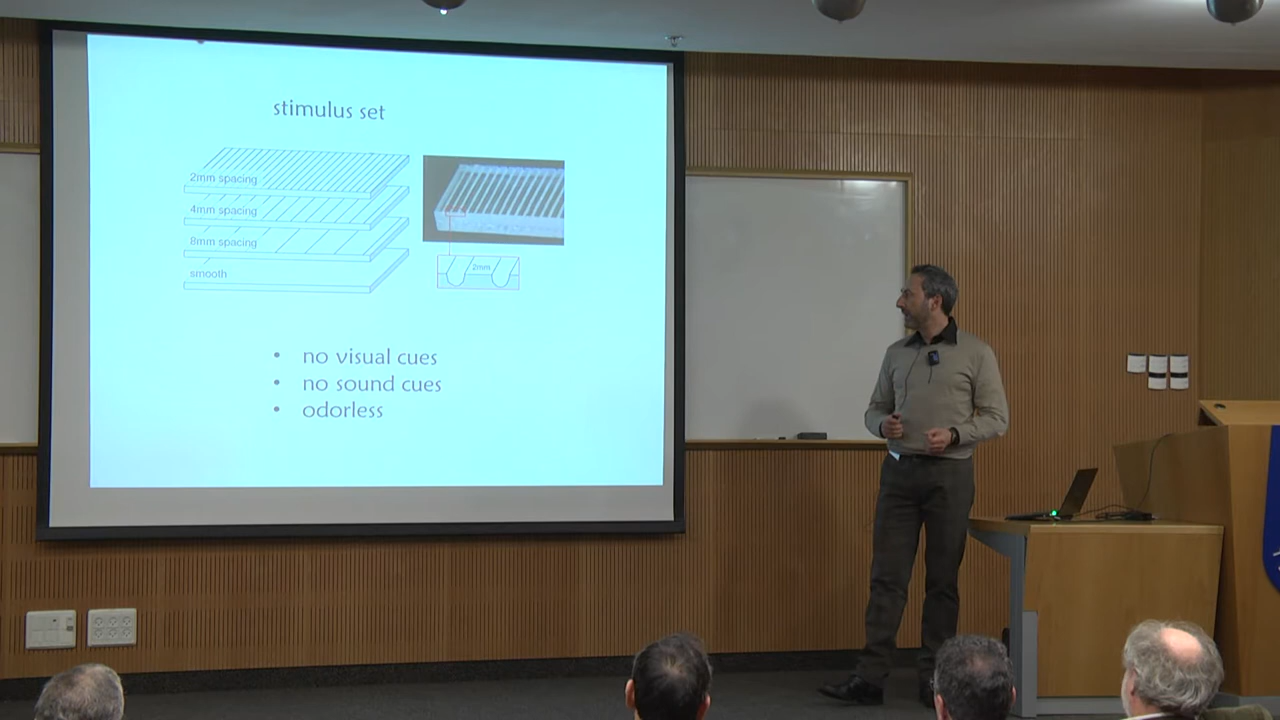 stimulus set
2mm spacing
4mm spacing
8mm spacing
smooth
2mm
• no visual cues
• no sound cues
• odorless